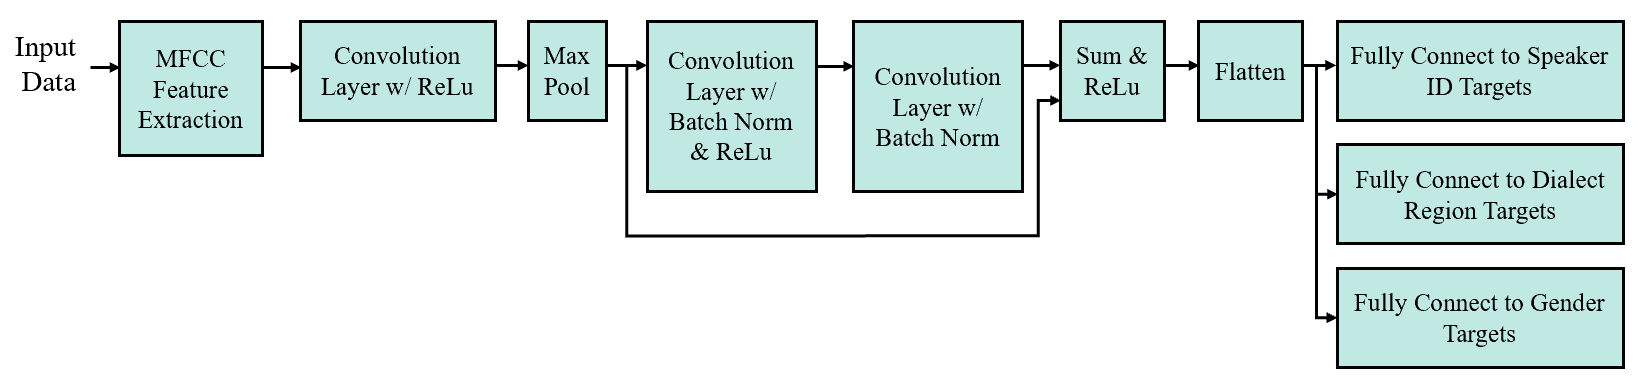 Input
Data
MFCC
Feature
Extraction
Convolution
Layer w/ ReLu
Max
Pool
Convolution
Layer w/
Batch Norm
& ReLu
Convolution
Layer w/
Batch Norm
Sum &
ReLu
Flatten
Fully Connect to Speaker
ID Targets
Fully Connect to Dialect
Region Targets
Fully Connect to Gender
Targets